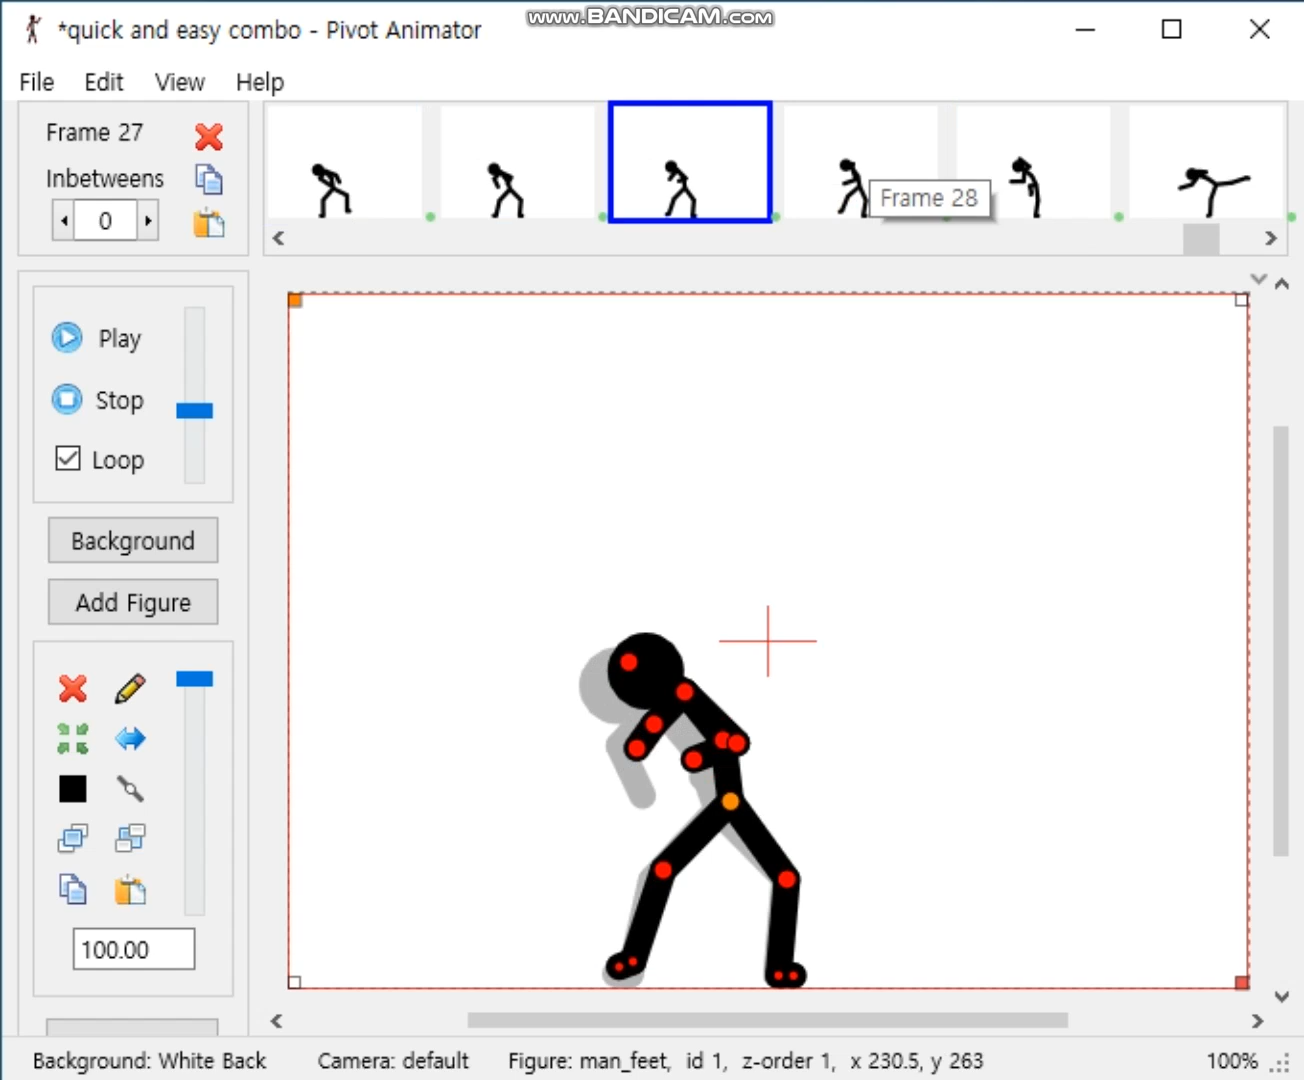 www.BANDICAM.com
*quick and easy combo - Pivot Animator
File Edit View Help
Frame 27
Inbetweens
0
Frame 28
Play
Stop
Loop
Background
Add Figure
100.00
Background: White Back Camera: default Figure: man_feet, id 1, z-order 1, x 230.5, y 263 100%